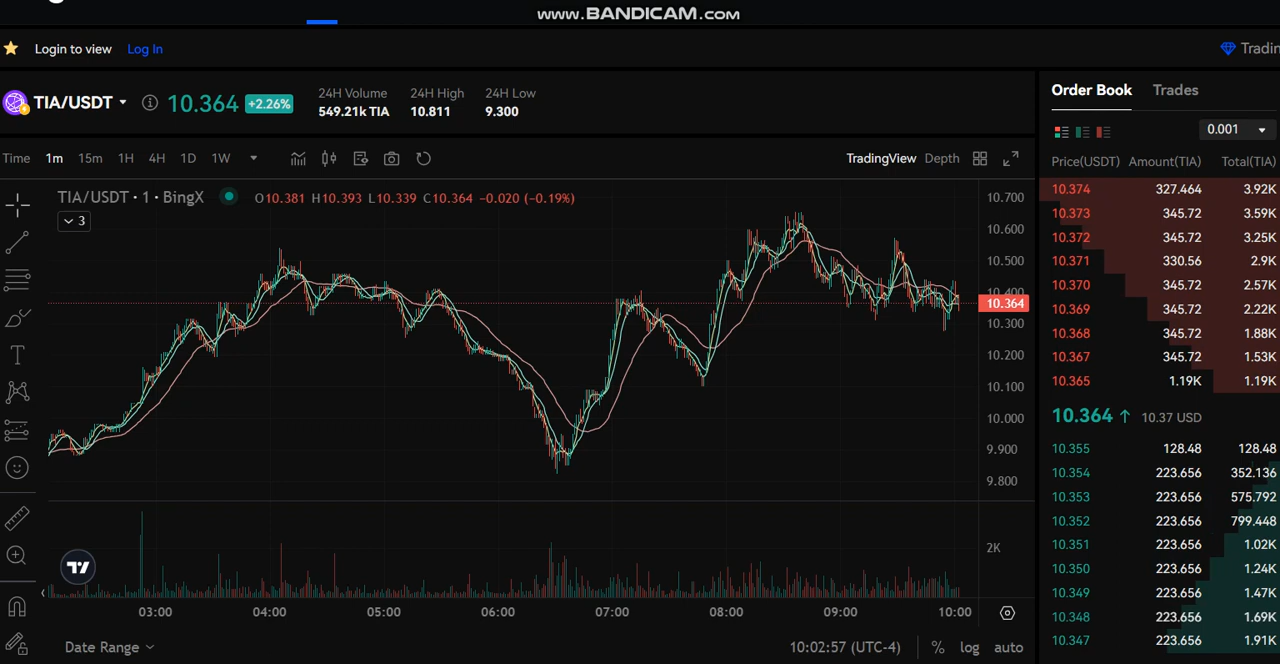 www.BANDICAM.com
Login to view Log In
Tradin
TIA/USDT 10.364 +2.26%
24H Volume 24H High 24H Low
549.21k TIA 10.811 9.300
Order Book Trades
0.001
Time 1m 15m 1H 4H 1D 1W
TradingView Depth
Price(USDT) Amount(TIA) Total(TIA)
TIA/USDT · 1 · BingX O10.381 H10.393 L10.339 C10.364 -0.020 (-0.19%)
3
10.700
10.600
10.500
10.400
10.364
10.300
10.200
10.100
10.000
9.900
9.800
2K
03:00 04:00 05:00 06:00 07:00 08:00 09:00 10:00
Date Range
10:02:57 (UTC-4) % log auto
10.374 327.464 3.92K
10.373 345.72 3.59K
10.372 345.72 3.25K
10.371 330.56 2.9K
10.370 345.72 2.57K
10.369 345.72 2.22K
10.368 345.72 1.88K
10.367 345.72 1.53K
10.365 1.19K 1.19K
10.364 ↑ 10.37 USD
10.355 128.48 128.48
10.354 223.656 352.136
10.353 223.656 575.792
10.352 223.656 799.448
10.351 223.656 1.02K
10.350 223.656 1.24K
10.349 223.656 1.47K
10.348 223.656 1.69K
10.347 223.656 1.91K